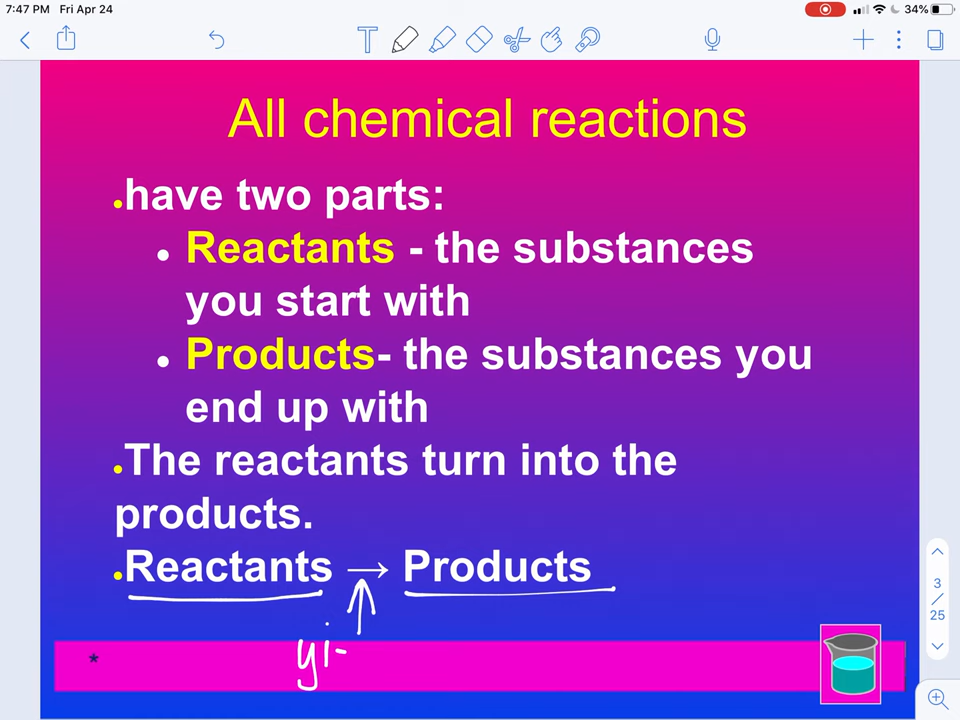 7:47 PM Fri Apr 24 34%
T
All chemical reactions
•have two parts:
• Reactants - the substances
you start with
• Products- the substances you
end up with
•The reactants turn into the
products.
•Reactants → Products
yi
*
3
/
25